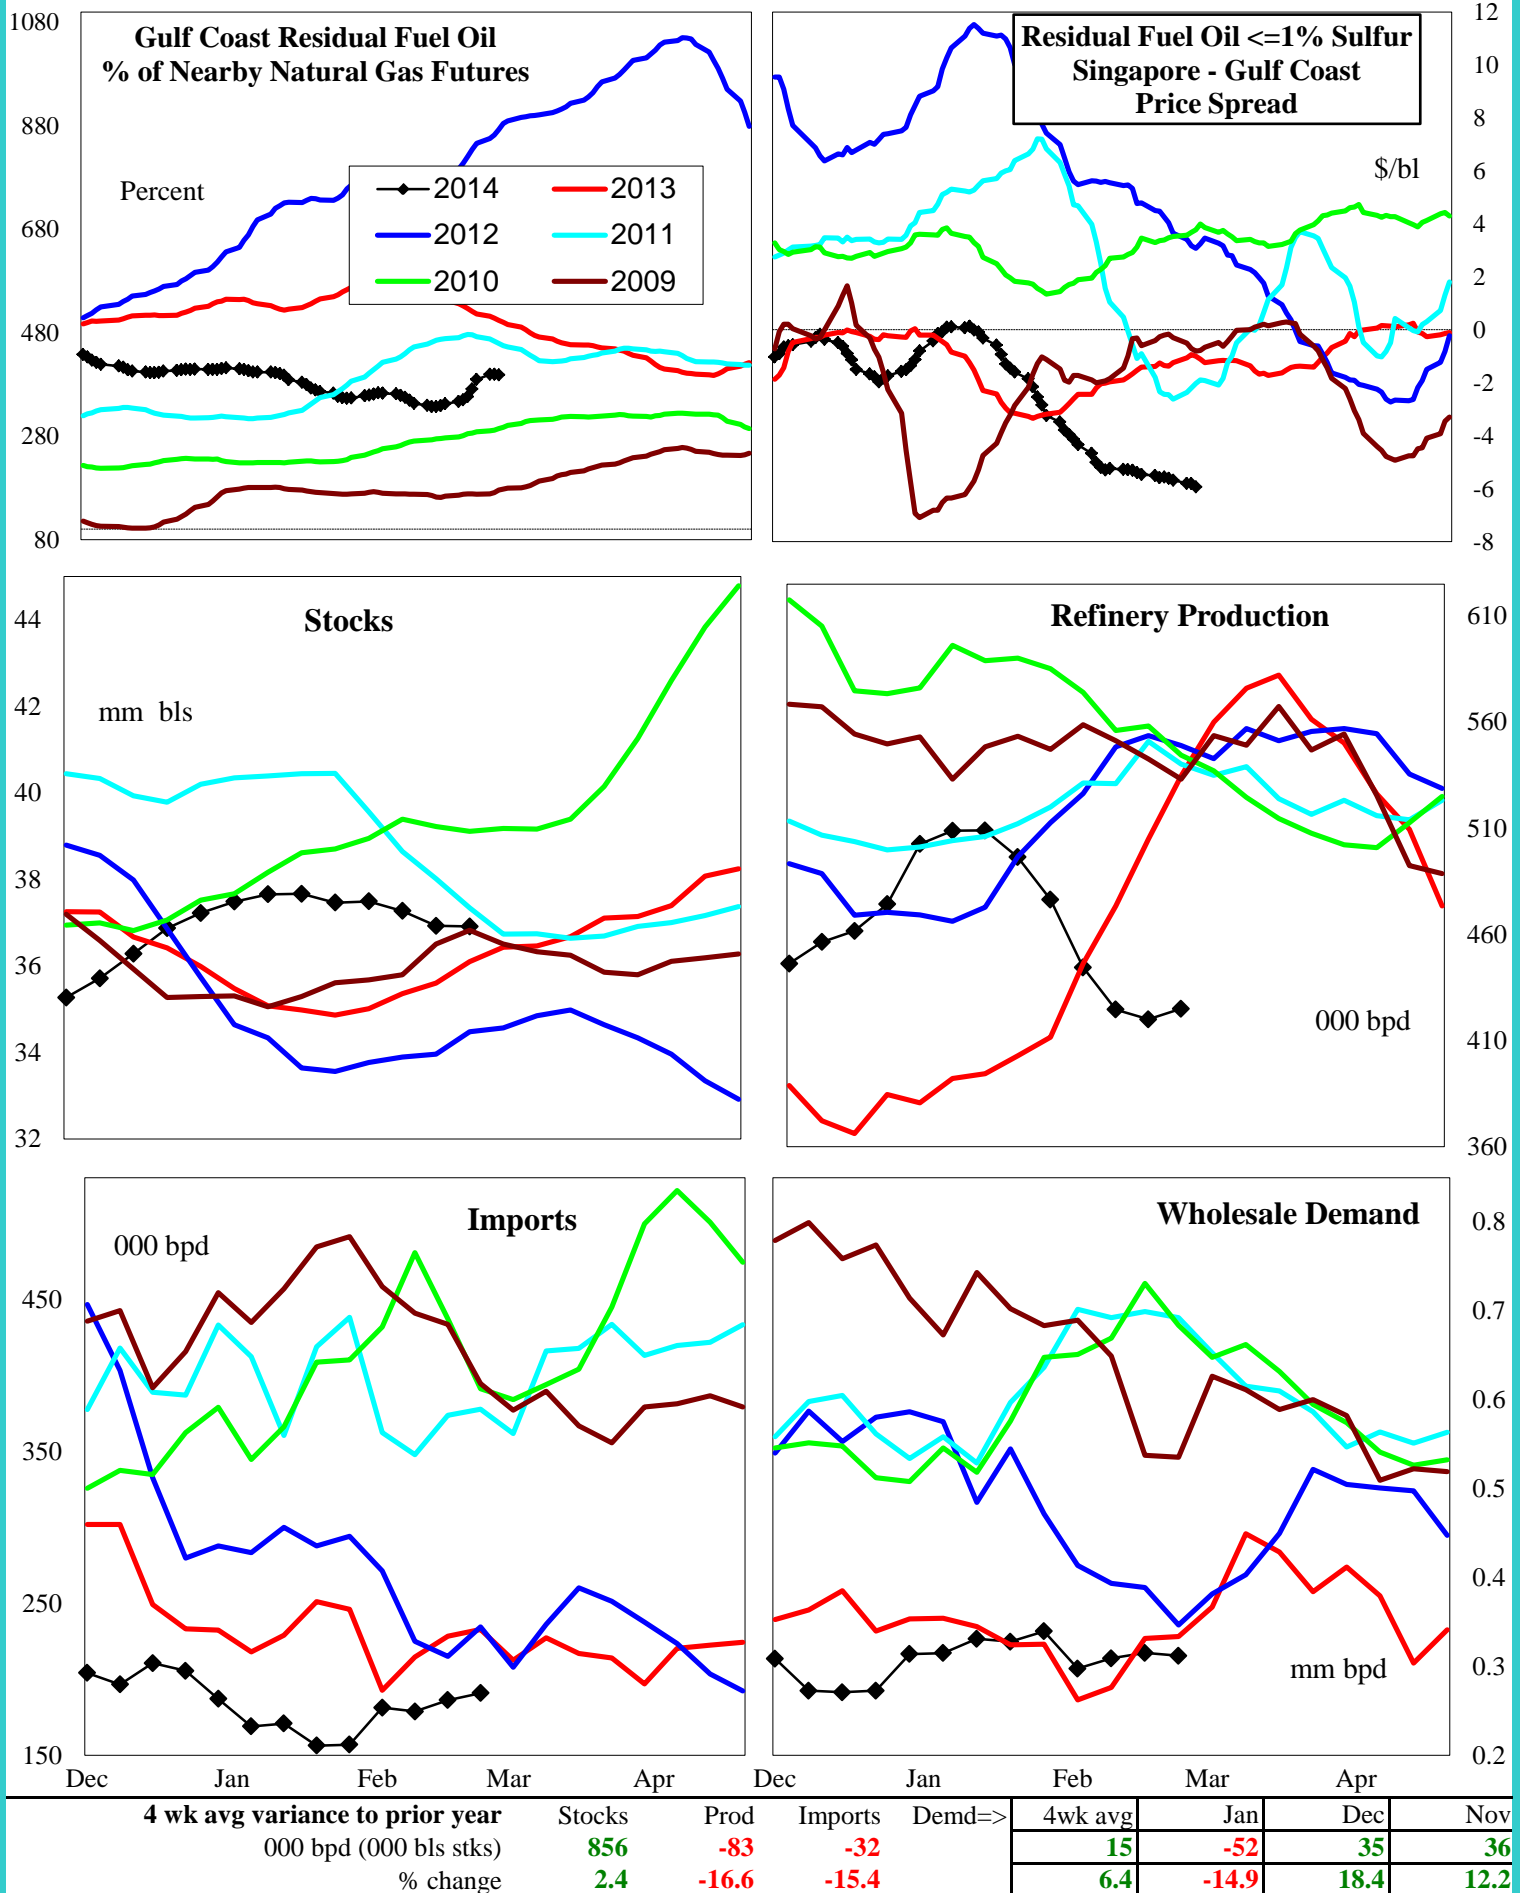 Gulf Coast Residual Fuel Oil
% of Nearby Natural Gas Futures
Percent
1080
880
680
480
280
80
2014 2013
2012 2011
2010 2009
Residual Fuel Oil <=1% Sulfur
Singapore - Gulf Coast
Price Spread
$/bl
12
10
8
6
4
2
0
-2
-4
-6
-8
Stocks
mm bls
44
42
40
38
36
34
32
Refinery Production
000 bpd
610
560
510
460
410
360
Imports
000 bpd
450
350
250
150
Dec Jan Feb Mar Apr
Wholesale Demand
mm bpd
0.8
0.7
0.6
0.5
0.4
0.3
0.2
Dec Jan Feb Mar Apr
4 wk avg variance to prior year Stocks Prod Imports Demd=> 4wk avg Jan Dec Nov
000 bpd (000 bls stks) 856 -83 -32 15 -52 35 36
% change 2.4 -16.6 -15.4 6.4 -14.9 18.4 12.2